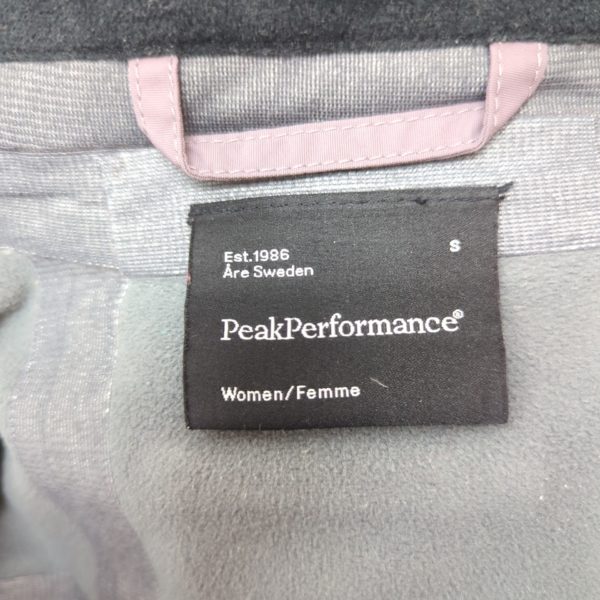 Est.1986
S
Åre Sweden
PeakPerformance®
Women/Femme